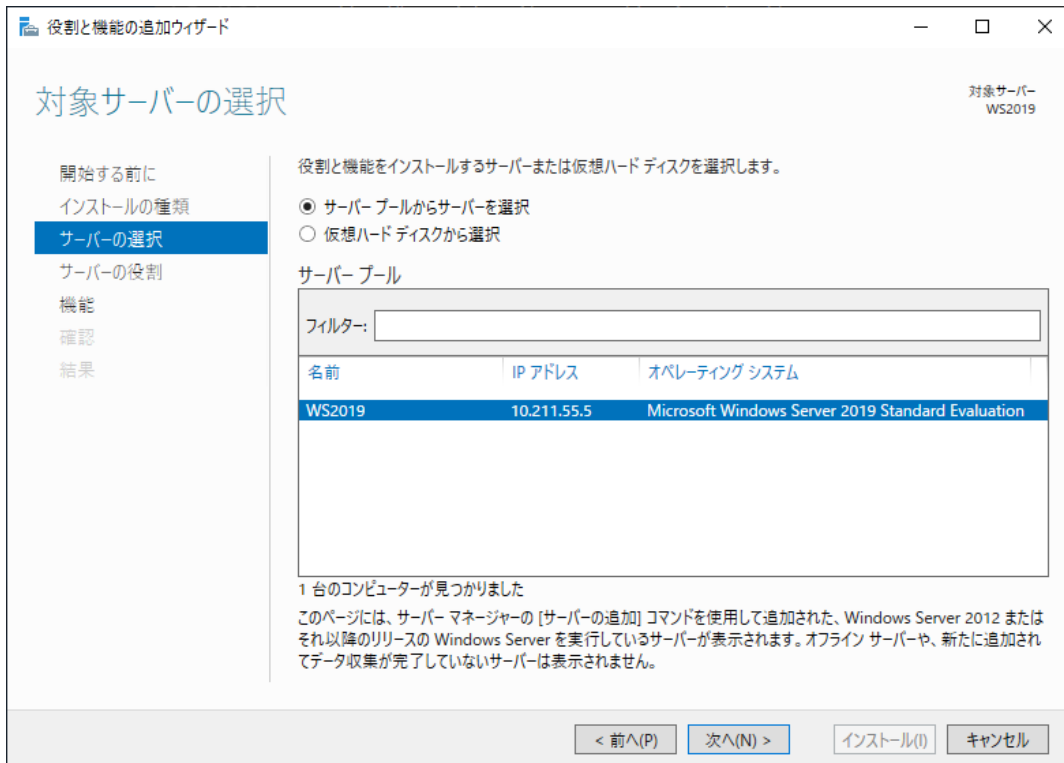 役割と機能の追加ウィザード
対象サーバーの選択
対象サーバー
WS2019
開始する前に
インストールの種類
サーバーの選択
サーバーの役割
機能
確認
結果
役割と機能をインストールするサーバーまたは仮想ハード ディスクを選択します。
サーバー プールからサーバーを選択
仮想ハード ディスクから選択
サーバー プール
フィルター:
名前 IP アドレス オペレーティング システム
WS2019 10.211.55.5 Microsoft Windows Server 2019 Standard Evaluation
1 台のコンピューターが見つかりました
このページには、サーバー マネージャーの [サーバーの追加] コマンドを使用して追加された、Windows Server 2012 または
それ以降のリリースの Windows Server を実行しているサーバーが表示されます。オフライン サーバーや、新たに追加され
てデータ収集が完了していないサーバーは表示されません。
< 前へ(P) 次へ(N) > インストール(I) キャンセル